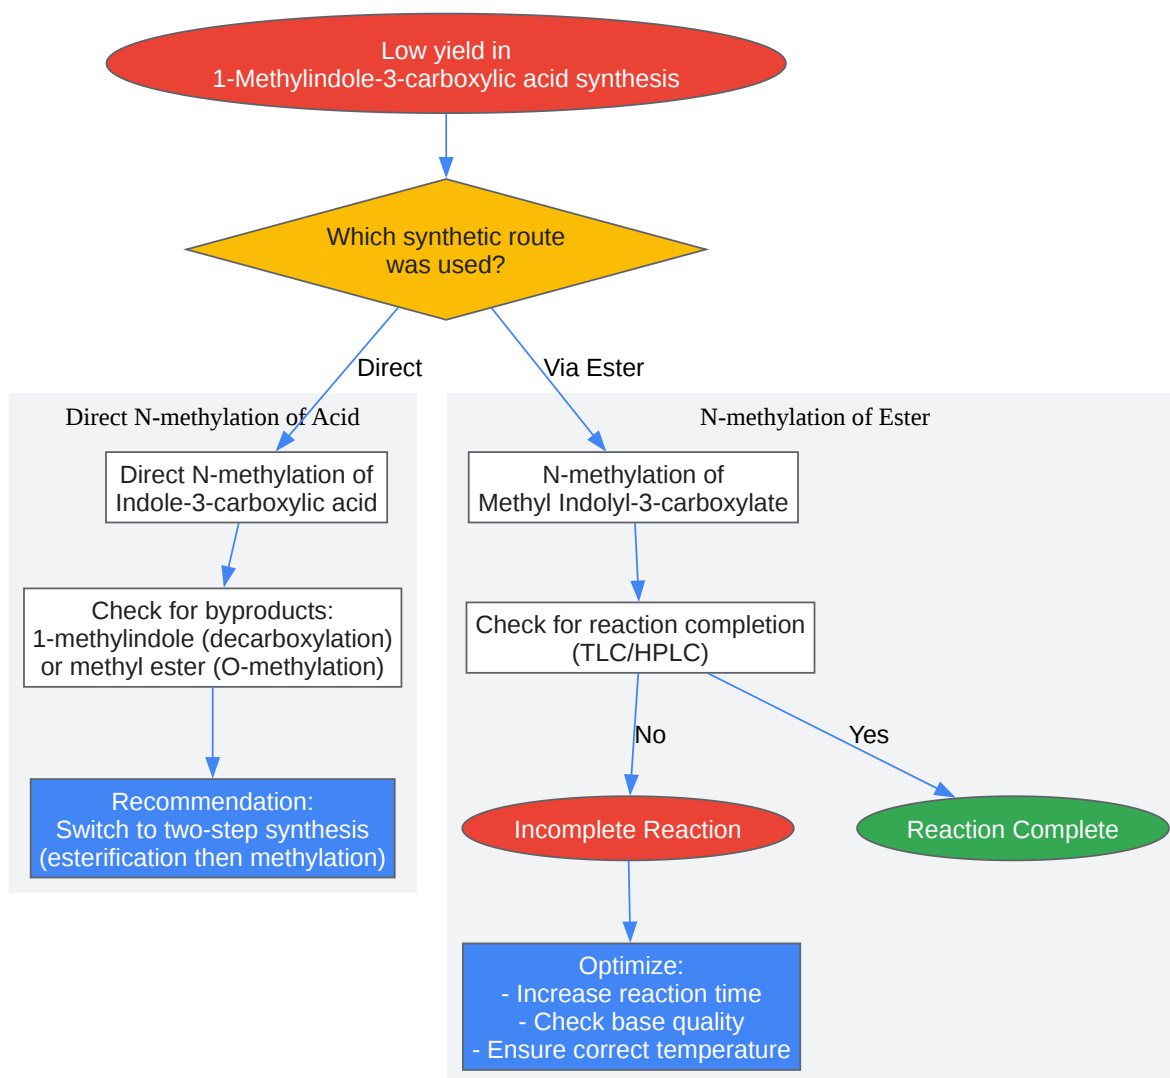 Low yield in
1-Methylindole-3-carboxylic acid synthesis
Which synthetic route
was used?
Direct
Via Ester
Direct N-methylation of Acid
Direct N-methylation of
Indole-3-carboxylic acid
Check for byproducts:
1-methylindole (decarboxylation)
or methyl ester (O-methylation)
Recommendation:
Switch to two-step synthesis
(esterification then methylation)
N-methylation of Ester
N-methylation of
Methyl Indolyl-3-carboxylate
Check for reaction completion
(TLC/HPLC)
No
Yes
Incomplete Reaction
Reaction Complete
Optimize:
- Increase reaction time
- Check base quality
- Ensure correct temperature